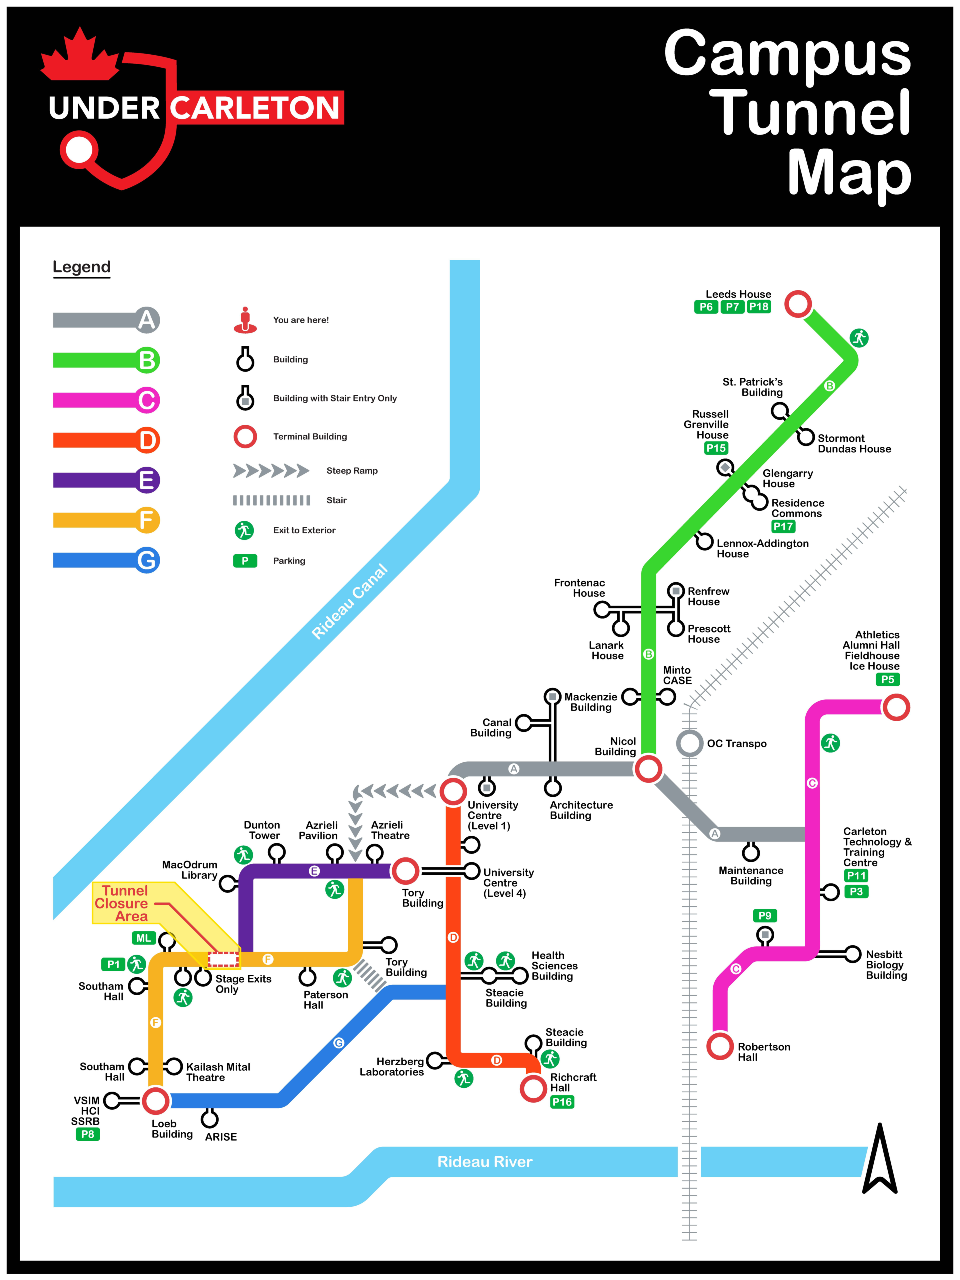 UNDER CARLETON
Campus
Tunnel
Map
Legend
A
B
C
D
E
F
G
You are here!
Building
Building with Stair Entry Only
Terminal Building
Steep Ramp
Stair
Exit to Exterior
P
Parking
Rideau Canal
Leeds House
P6 P7 P18
B
St. Patrick's
Building
Stormont
Dundas House
Russell
Grenville
House
P15
Glengarry
House
Residence
Commons
P17
Lennox-Addington
House
Frontenac
House
Renfrew
House
Lanark
House
Prescott
House
B
Minto
CASE
Athletics
Alumni Hall
Fieldhouse
Ice House
P5
Mackenzie
Building
Canal
Building
Nicol
Building
OC Transpo
A
C
University
Centre
(Level 1)
Architecture
Building
A
Maintenance
Building
Carleton
Technology &
Training
Centre
P11
P3
Dunton
Tower
Azrieli
Pavilion
Azrieli
Theatre
MacOdrum
Library
E
Tory
Building
University
Centre
(Level 4)
Tunnel
Closure
Area
P9
ML
P1
F
D
Tory
Building
Health
Sciences
Building
Nesbitt
Biology
Building
C
Southam
Hall
Stage Exits
Only
Paterson
Hall
Steacie
Building
F
G
Steacie
Building
Robertson
Hall
Southam
Hall
Kailash Mital
Theatre
Herzberg
Laboratories
D
Richcraft
Hall
P16
VSIM
HCI
SSRB
P8
Loeb
Building
ARISE
Rideau River